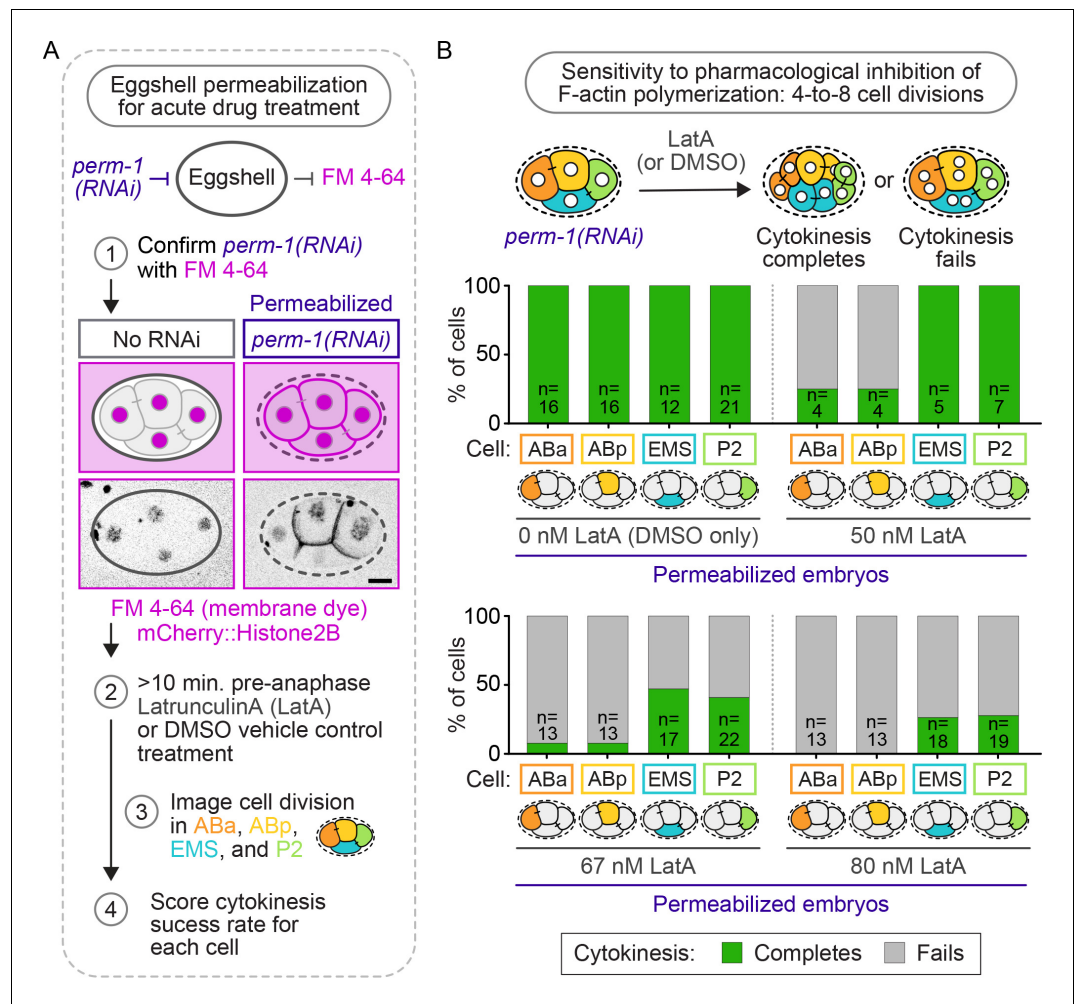 A
Eggshell permeabilization
for acute drug treatment
perm-1
(RNAi)
Eggshell
FM 4-64
1
Confirm perm-1(RNAi)
with FM 4-64
Permeabilized
No RNAi
perm-1(RNAi)
FM 4-64 (membrane dye)
mCherry::Histone2B
2
>10 min. pre-anaphase
LatrunculinA (LatA)
or DMSO vehicle control
treatment
3
Image cell division
in ABa, ABp,
EMS, and P2
4
Score cytokinesis
sucess rate for
each cell
B
Sensitivity to pharmacological inhibition of
F-actin polymerization: 4-to-8 cell divisions
LatA
(or DMSO)
or
perm-1(RNAi)
Cytokinesis
completes
Cytokinesis
fails
% of cells
100
50
0
n=
16
n=
16
n=
12
n=
21
n=
4
n=
4
n=
5
n=
7
Cell: ABa ABp EMS P2 ABa ABp EMS P2
0 nM LatA (DMSO only)
50 nM LatA
Permeabilized embryos
% of cells
100
50
0
n=
13
n=
13
n=
17
n=
22
n=
13
n=
13
n=
18
n=
19
Cell: ABa ABp EMS P2 ABa ABp EMS P2
67 nM LatA
80 nM LatA
Permeabilized embryos
Cytokinesis: Completes Fails